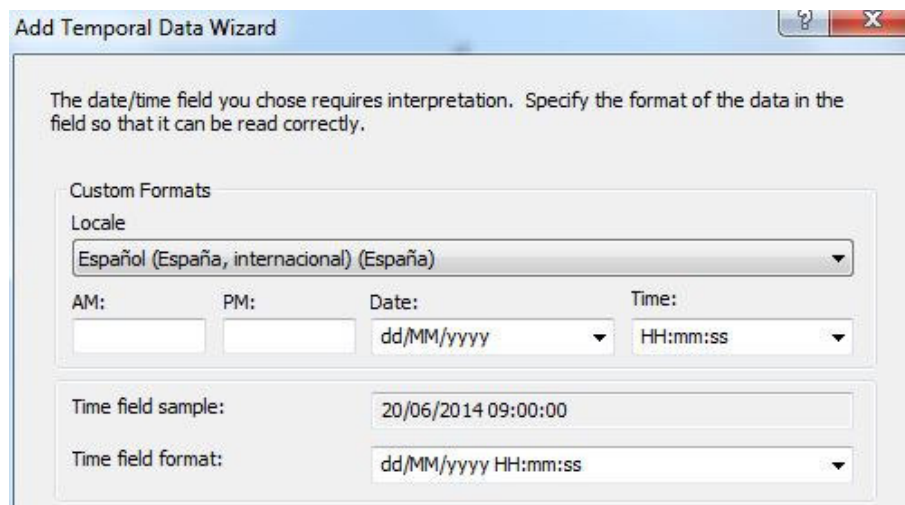 Add Temporal Data Wizard
The date/time field you chose requires interpretation. Specify the format of the data in the
field so that it can be read correctly.
Custom Formats
Locale
Español (España, internacional) (España)
AM: PM: Date: Time:
dd/MM/yyyy HH:mm:ss
Time field sample: 20/06/2014 09:00:00
Time field format: dd/MM/yyyy HH:mm:ss